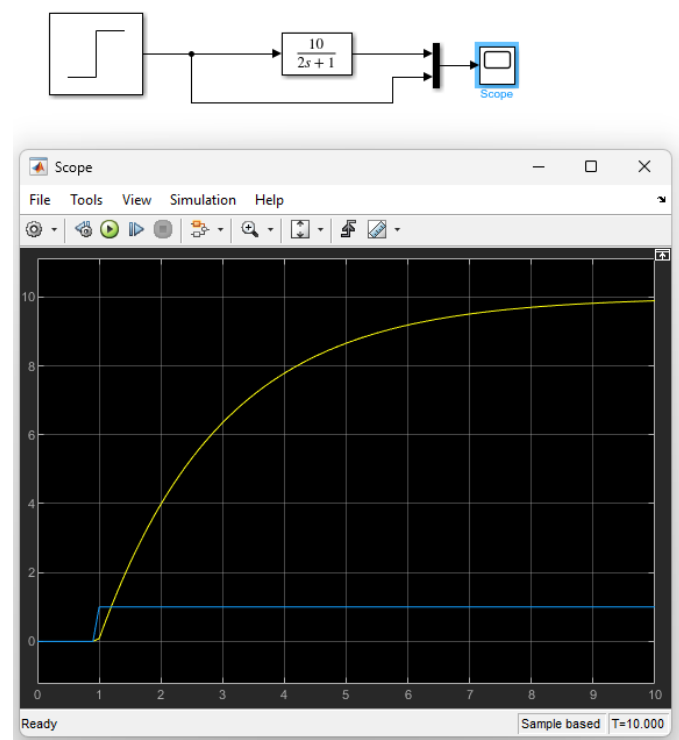 10
2s + 1
Scope
Scope
File Tools View Simulation Help
10
8
6
4
2
0
0 1 2 3 4 5 6 7 8 9 10
Ready Sample based T=10.000